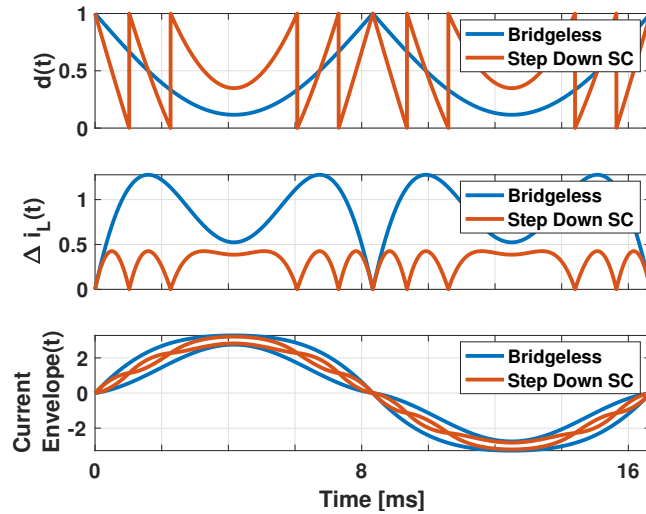 1
0.5
0
d(t)
Bridgeless
Step Down SC
1
0.5
0
Δ i_L(t)
Bridgeless
Step Down SC
2
0
-2
Current
Envelope(t)
Bridgeless
Step Down SC
0
8
16
Time [ms]